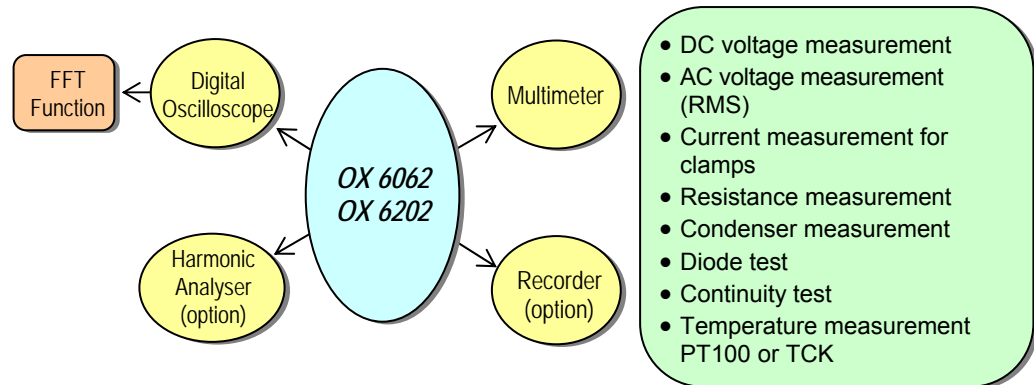 FFT
Function
Digital
Oscilloscope
OX 6062
OX 6202
Multimeter
Harmonic
Analyser
(option)
Recorder
(option)
• DC voltage measurement
• AC voltage measurement
(RMS)
• Current measurement for
clamps
• Resistance measurement
• Condenser measurement
• Diode test
• Continuity test
• Temperature measurement
PT100 or TCK